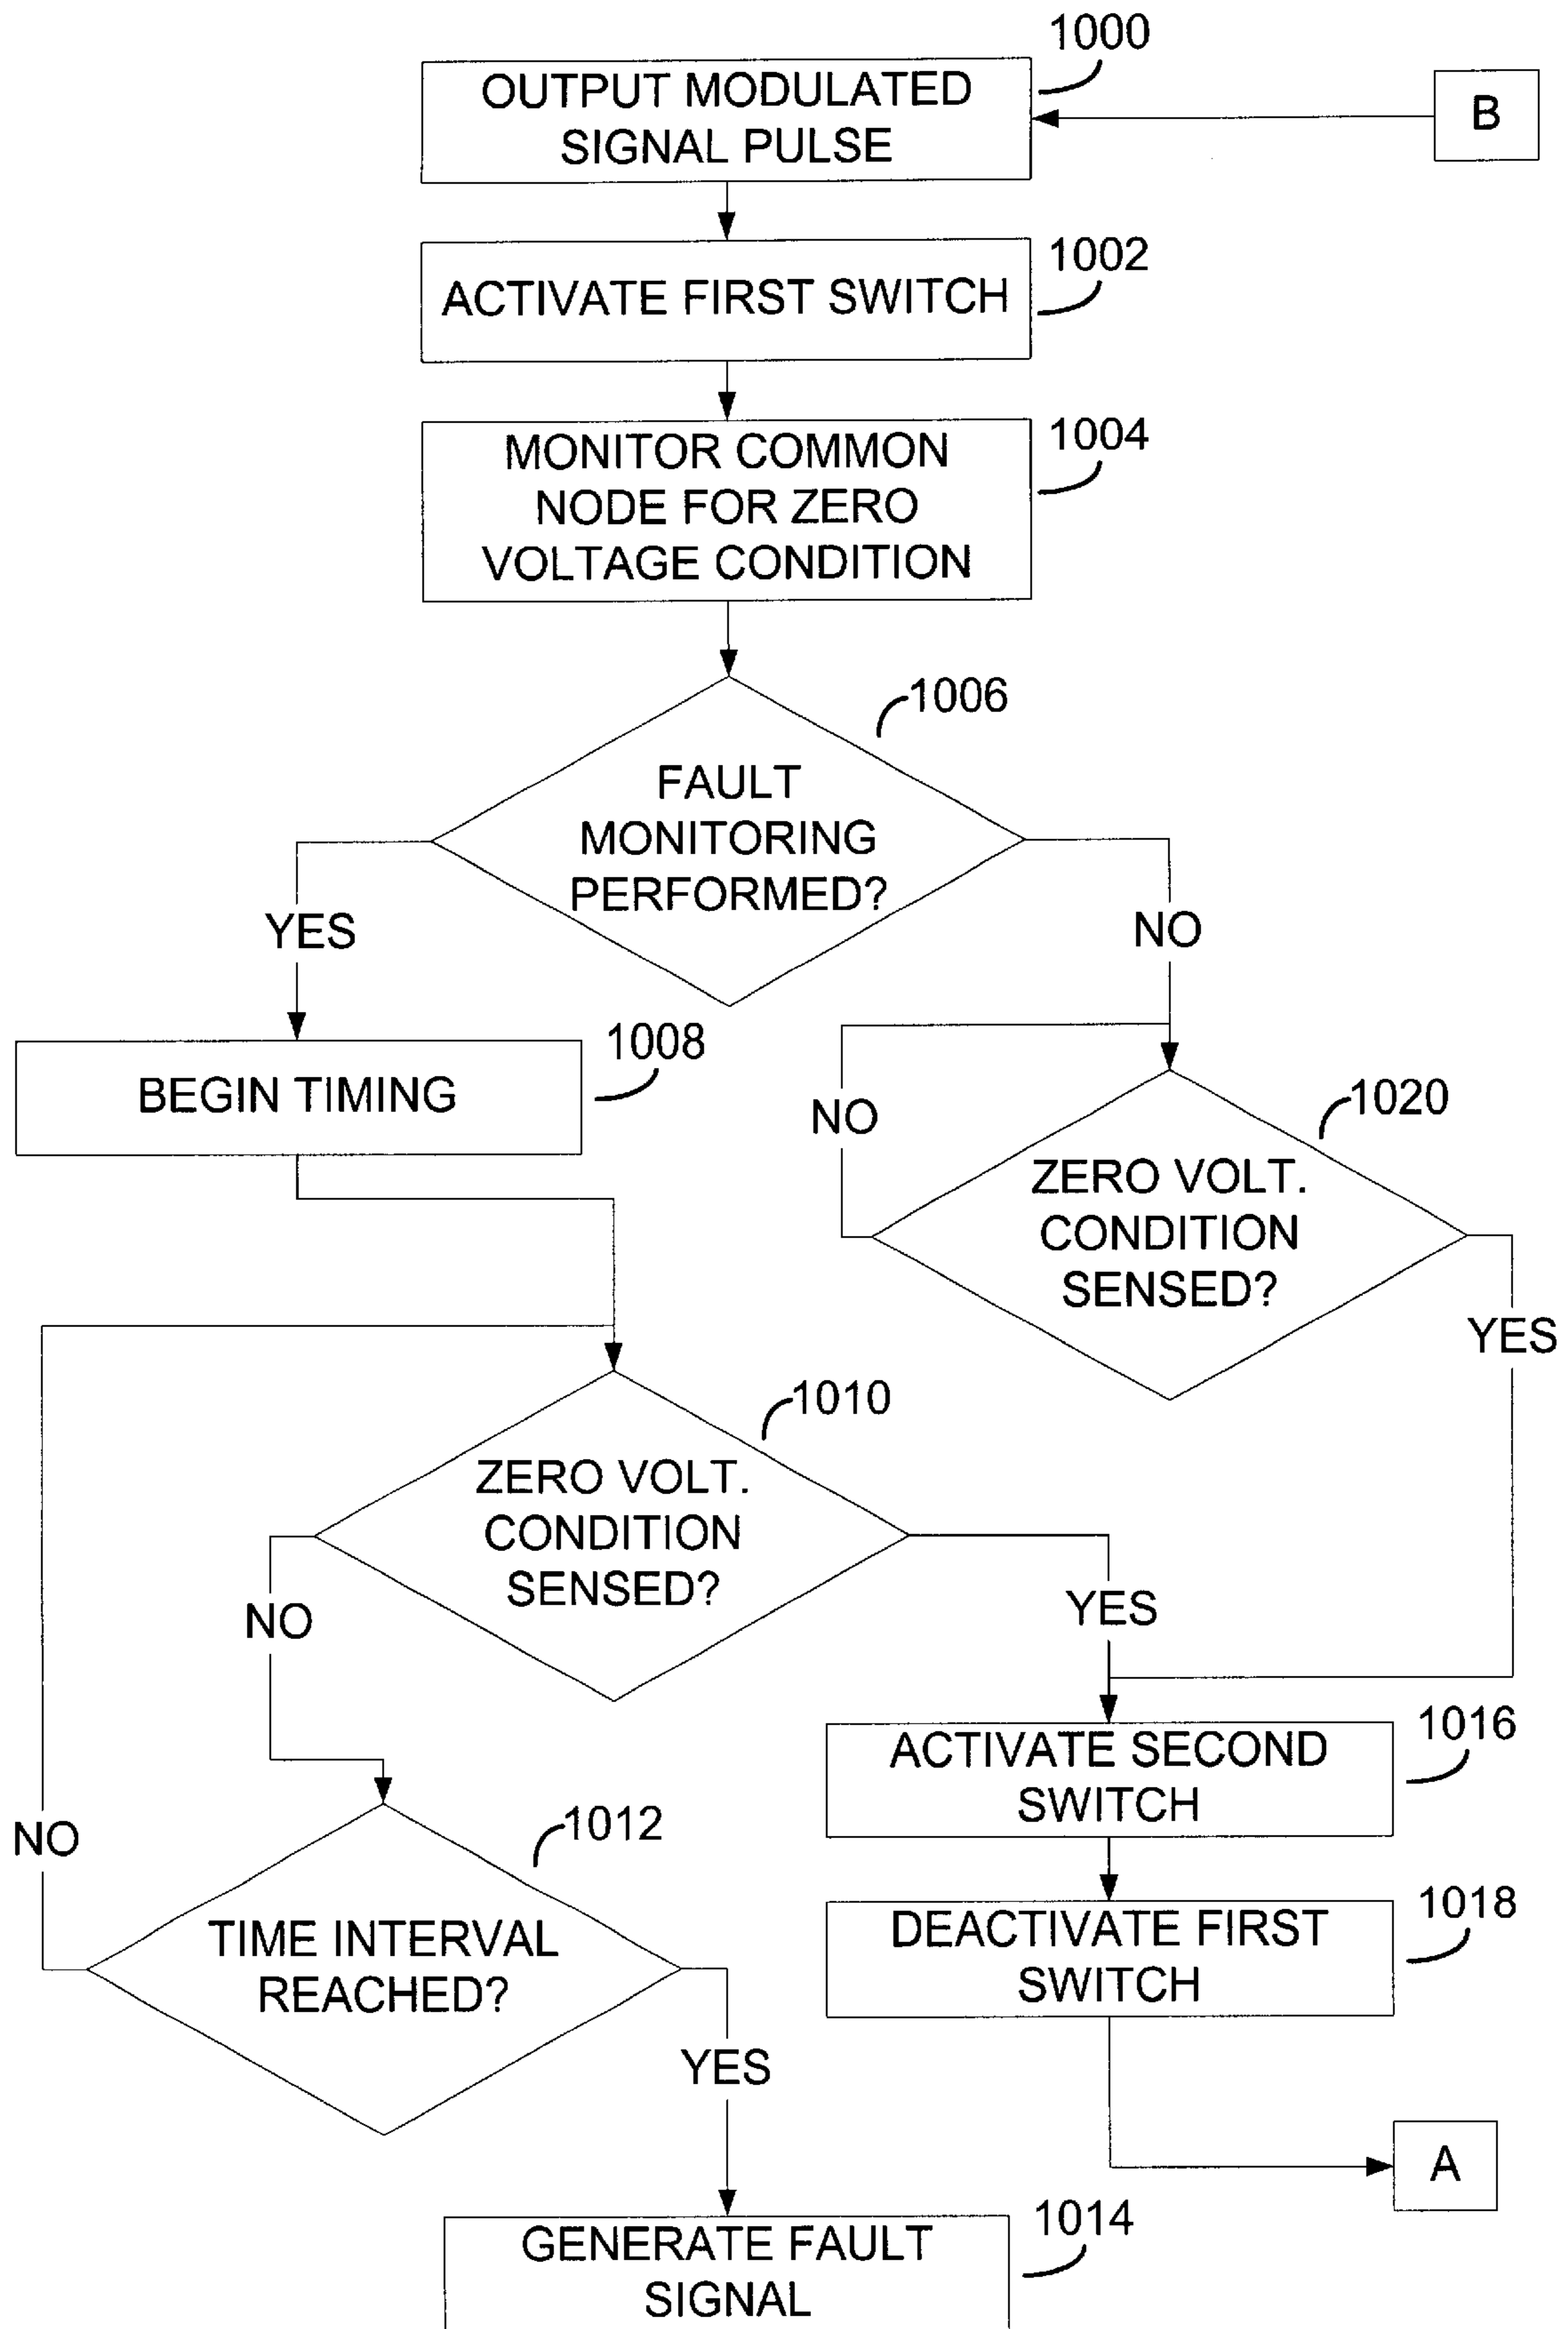 1000
OUTPUT MODULATED
SIGNAL PULSE
B
1002
ACTIVATE FIRST SWITCH
1004
MONITOR COMMON
NODE FOR ZERO
VOLTAGE CONDITION
1006
FAULT
MONITORING
PERFORMED?
YES
NO
1008
BEGIN TIMING
NO
1020
ZERO VOLT.
CONDITION
SENSED?
YES
1010
ZERO VOLT.
CONDITION
SENSED?
NO
YES
1016
ACTIVATE SECOND
SWITCH
NO
1012
TIME INTERVAL
REACHED?
1018
DEACTIVATE FIRST
SWITCH
YES
A
1014
GENERATE FAULT
SIGNAL